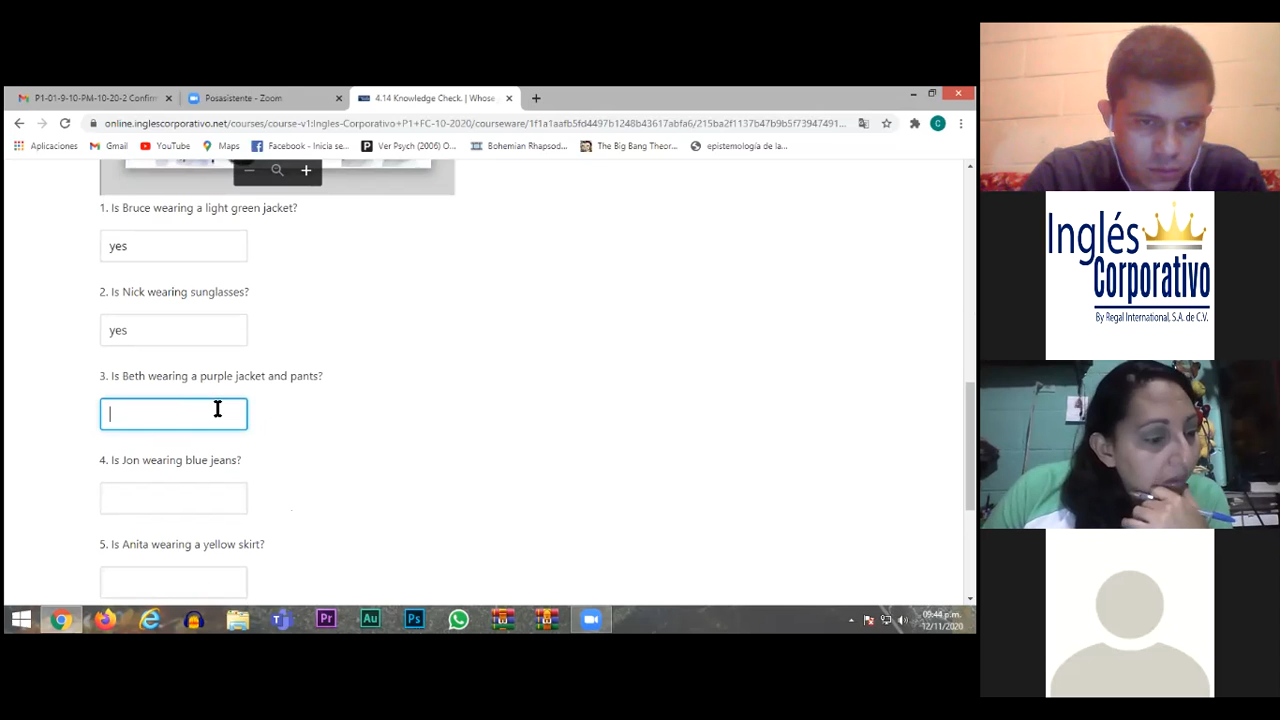 P1-01-9-10-PM-10-20-2 Confirm
Posasistente - Zoom
4.14 Knowledge Check. | Whose
online.inglescorporativo.net/courses/course-v1:Ingles-Corporativo+P1+FC-10-2020/courseware/1f1a1aafb5fd4497b1248b43617abfa6/215ba2f1137b47b9b5f73947491...
Aplicaciones
Gmail
YouTube
Maps
Facebook - Inicia se...
Ver Psych (2006) O...
Bohemian Rhapsod...
The Big Bang Theor...
epistemología de la...
1. Is Bruce wearing a light green jacket?
yes
2. Is Nick wearing sunglasses?
yes
3. Is Beth wearing a purple jacket and pants?
4. Is Jon wearing blue jeans?
5. Is Anita wearing a yellow skirt?
09:44 p.m.
12/11/2020
Inglés
Corporativo
By Regal International, S.A. de C.V.